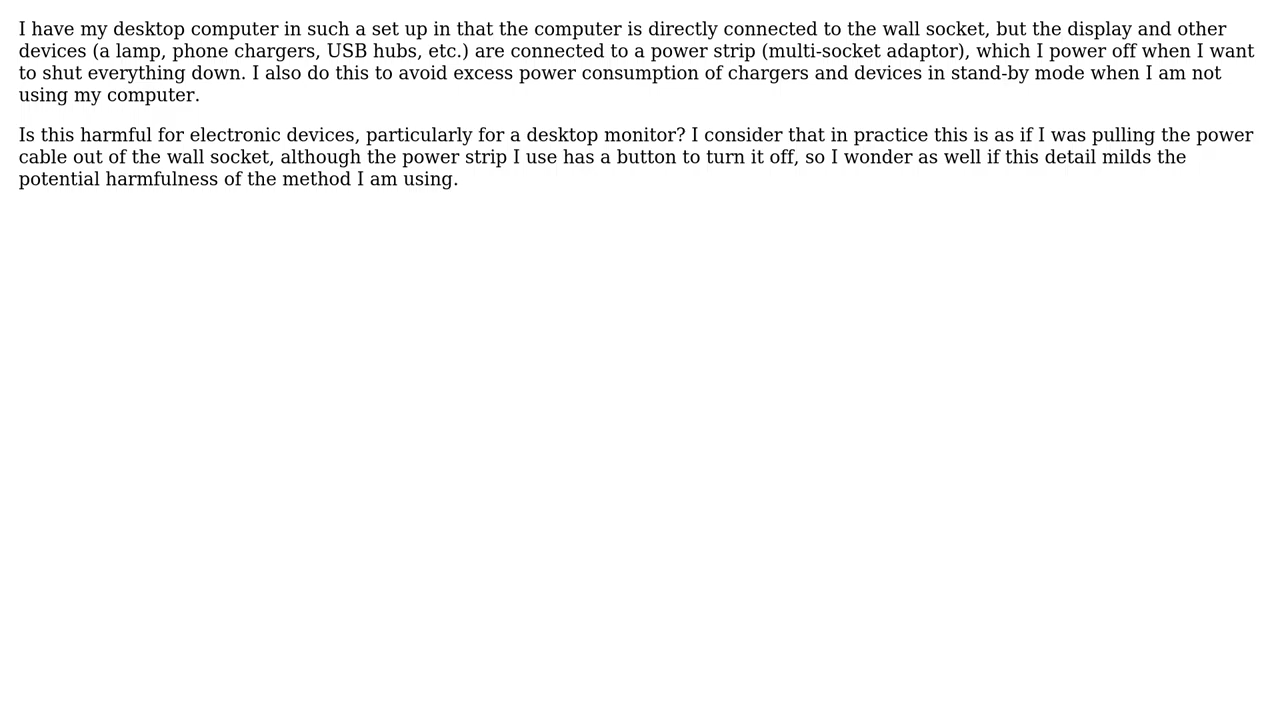 I have my desktop computer in such a set up in that the computer is directly connected to the wall socket, but the display and other
devices (a lamp, phone chargers, USB hubs, etc.) are connected to a power strip (multi-socket adaptor), which I power off when I want
to shut everything down. I also do this to avoid excess power consumption of chargers and devices in stand-by mode when I am not
using my computer.
Is this harmful for electronic devices, particularly for a desktop monitor? I consider that in practice this is as if I was pulling the power
cable out of the wall socket, although the power strip I use has a button to turn it off, so I wonder as well if this detail milds the
potential harmfulness of the method I am using.